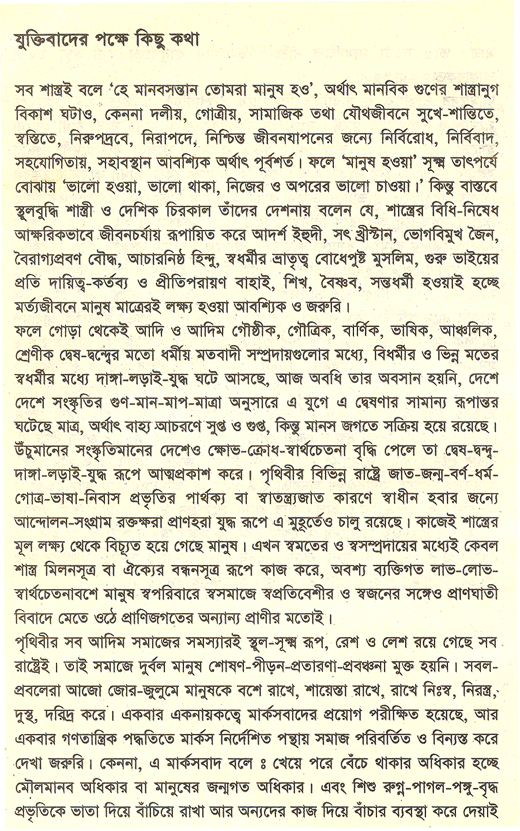 যুক্তিবাদের পক্ষে কিছু কথা
সব শাস্ত্রই বলে ‘হে মানবসন্তান তোমরা মানুষ হও’, অর্থাৎ মানবিক গুণের শাস্ত্রানুগ
বিকাশ ঘটাও, কেননা দলীয়, গোত্রীয়, সামাজিক তথা যৌথজীবনে সুখে-শান্তিতে,
স্বস্তিতে, নিরুপদ্রবে, নিরাপদে, নিশ্চিন্ত জীবনযাপনের জন্যে নির্বিরোধ, নির্বিবাদ,
সহযোগিতায়, সহাবস্থান আবশ্যিক অর্থাৎ পূর্বশর্ত। ফলে ‘মানুষ হওয়া’ সূক্ষ্ম তাৎপর্যে
বোঝায় ‘ভালো হওয়া, ভালো থাকা, নিজের ও অপরের ভালো চাওয়া।’ কিন্তু বাস্তবে
স্থূলবুদ্ধি শাস্ত্রী ও দেশিক চিরকাল তাঁদের দেশনায় বলেন যে, শাস্ত্রের বিধি-নিষেধ
আক্ষরিকভাবে জীবনচর্যায় রূপায়িত করে আদর্শ ইহুদী, সৎ খ্রীস্টান, ভোগবিমুখ জৈন,
বৈরাগ্যপ্রবণ বৌদ্ধ, আচারনিষ্ঠ হিন্দু, স্বধর্মীর ভ্রাতৃত্ব বোধেপুষ্ট মুসলিম, গুরু ভাইয়ের
প্রতি দায়িত্ব-কর্তব্য ও প্রীতিপরায়ণ বাহাই, শিখ, বৈষ্ণব, সন্তধর্মী হওয়াই হচ্ছে
মর্ত্যজীবনে মানুষ মাত্রেরই লক্ষ্য হওয়া আবশ্যিক ও জরুরি।
ফলে গোড়া থেকেই আদি ও আদিম গৌষ্ঠীক, গৌত্রিক, বার্ণিক, ভাষিক, আঞ্চলিক,
শ্রেণীক দ্বেষ-দ্বন্দ্বের মতো ধর্মীয় মতবাদী সম্প্রদায়গুলোর মধ্যে, বিধর্মীর ও ভিন্ন মতের
স্বধর্মীর মধ্যে দাঙ্গা-লড়াই-যুদ্ধ ঘটে আসছে, আজ অবধি তার অবসান হয়নি, দেশে
দেশে সংস্কৃতির গুণ-মান-মাপ-মাত্রা অনুসারে এ যুগে এ দ্বেষণার সামান্য রূপান্তর
ঘটেছে মাত্র, অর্থাৎ বাহ্য আচরণে সুপ্ত ও গুপ্ত, কিন্তু মানস জগতে সক্রিয় হয়ে রয়েছে।
উঁচুমানের সংস্কৃতিমানের দেশেও ক্ষোভ-ক্রোধ-স্বার্থচেতনা বৃদ্ধি পেলে তা দ্বেষ-দ্বন্দ্ব-
দাঙ্গা-লড়াই-যুদ্ধ রূপে আত্মপ্রকাশ করে। পৃথিবীর বিভিন্ন রাষ্ট্রে জাত-জন্ম-বর্ণ-ধর্ম-
গোত্র-ভাষা-নিবাস প্রভৃতির পার্থক্য বা স্বাতন্ত্র্যজাত কারণে স্বাধীন হবার জন্যে
আন্দোলন-সংগ্রাম রক্তক্ষরা প্রাণহরা যুদ্ধ রূপে এ মুহূর্তেও চালু রয়েছে। কাজেই শাস্ত্রের
মূল লক্ষ্য থেকে বিচ্যুত হয়ে গেছে মানুষ। এখন স্বমতের ও স্বসম্প্রদায়ের মধ্যেই কেবল
শাস্ত্র মিলনসূত্র বা ঐক্যের বন্ধনসূত্র রূপে কাজ করে, অবশ্য ব্যক্তিগত লাভ-লোভ-
স্বার্থচেতনাবশে মানুষ স্বপরিবারে স্বসমাজে স্বপ্রতিবেশীর ও স্বজনের সঙ্গেও প্রাণঘাতী
বিবাদে মেতে ওঠে প্রাণিজগতের অন্যান্য প্রাণীর মতোই।
পৃথিবীর সব আদিম সমাজের সমস্যারই স্থূল-সূক্ষ্ম রূপ, রেশ ও লেশ রয়ে গেছে সব
রাষ্ট্রেই। তাই সমাজে দুর্বল মানুষ শোষণ-পীড়ন-প্রতারণা-প্রবঞ্চনা মুক্ত হয়নি। সবল-
প্রবলেরা আজো জোর-জুলুমে মানুষকে বশে রাখে, শায়েস্তা রাখে, রাখে নিঃস্ব, নিরস্ত্র,
দুস্থ, দরিদ্র করে। একবার একনায়কত্বে মার্কসবাদের প্রয়োগ পরীক্ষিত হয়েছে, আর
একবার গণতান্ত্রিক পদ্ধতিতে মার্কস নির্দেশিত পন্থায় সমাজ পরিবর্তিত ও বিন্যস্ত করে
দেখা জরুরি। কেননা, এ মার্কসবাদ বলে ঃ খেয়ে পরে বেঁচে থাকার অধিকার হচ্ছে
মৌলমানব অধিকার বা মানুষের জন্মগত অধিকার। এবং শিশু রুগ্ন-পাগল-পঙ্গু-বৃদ্ধ
প্রভৃতিকে ভাতা দিয়ে বাঁচিয়ে রাখা আর অন্যদের কাজ দিয়ে বাঁচার ব্যবস্থা করে দেয়াই